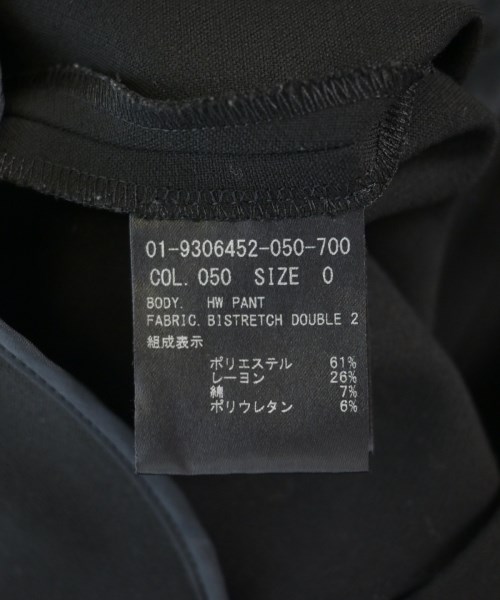 01-9306452-050-700
COL. 050 SIZE 0
BODY. HW PANT
FABRIC. BISTRETCH DOUBLE 2
組成表示
ポリエステル 61%
レーヨン 26%
綿 7%
ポリウレタン 6%